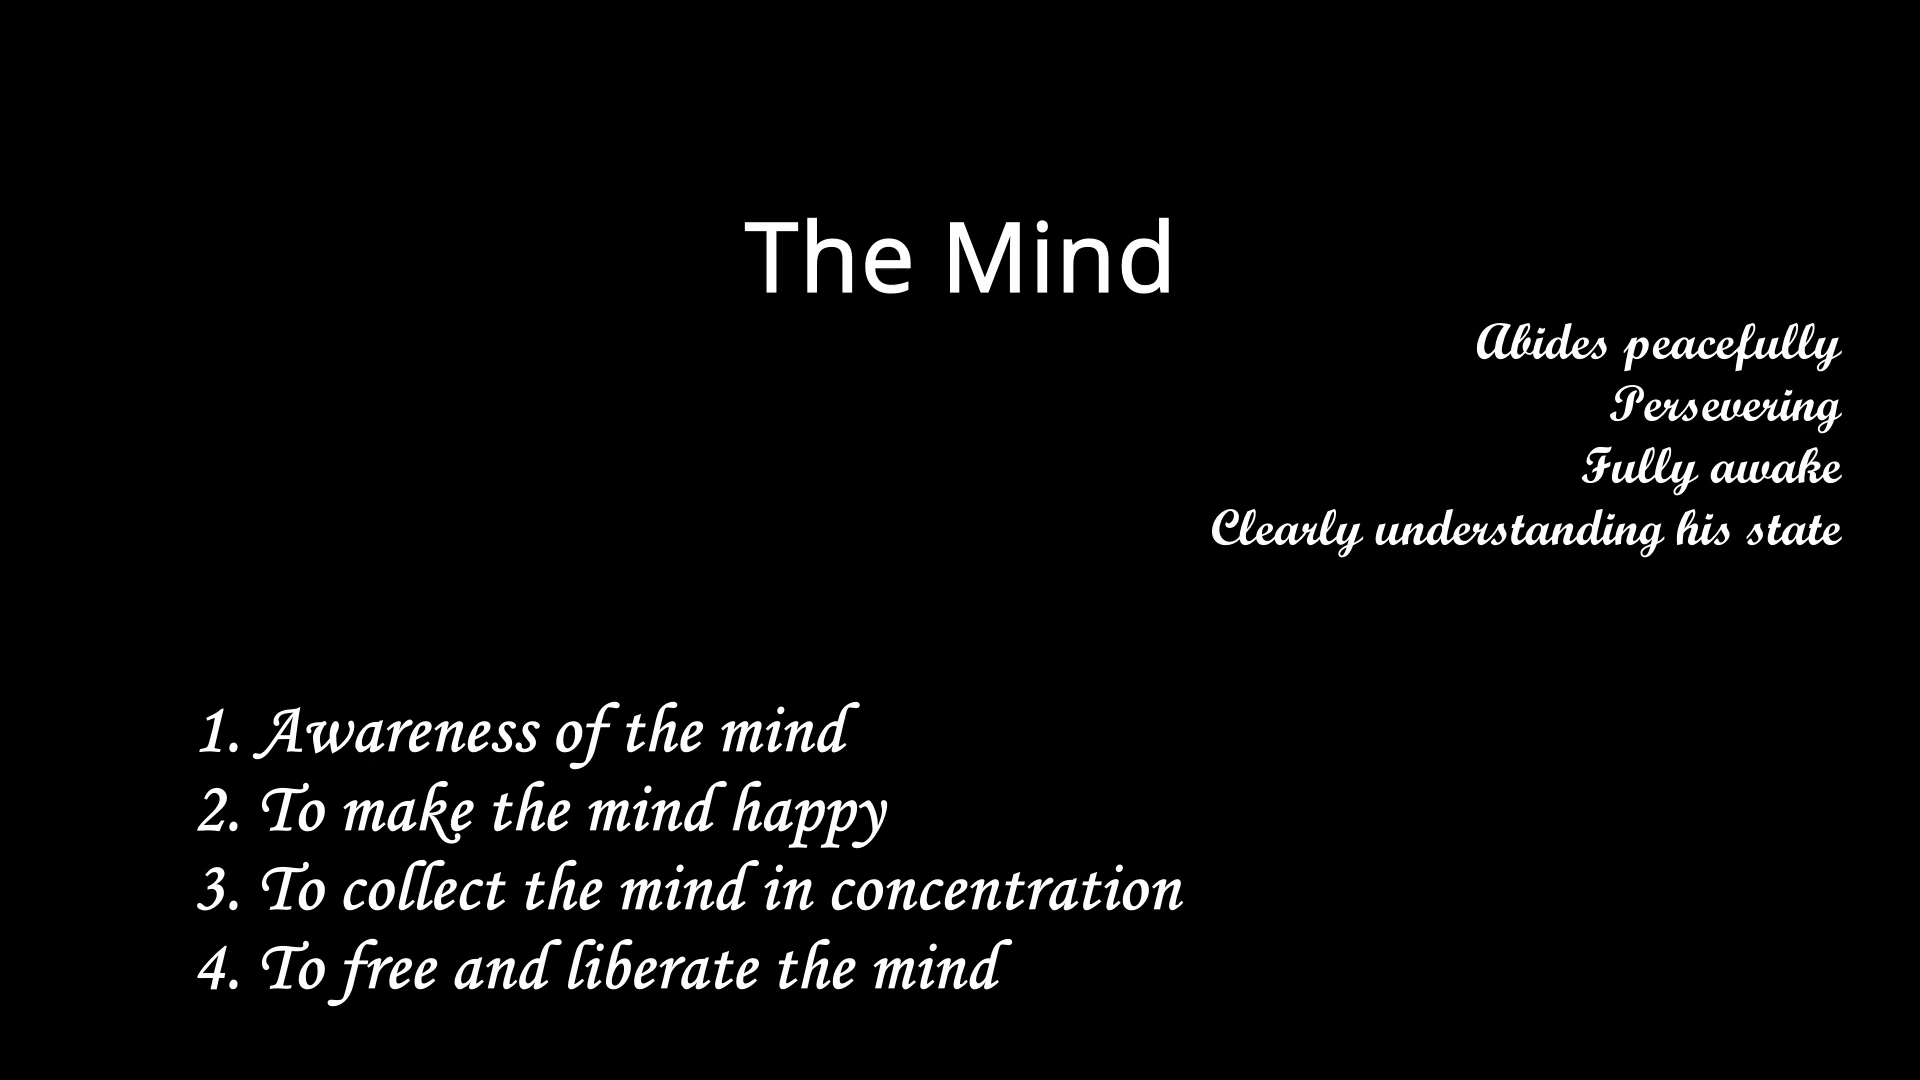 The Mind
Abides peacefully
Persevering
Fully awake
Clearly understanding his state
1. Awareness of the mind
2. To make the mind happy
3. To collect the mind in concentration
4. To free and liberate the mind